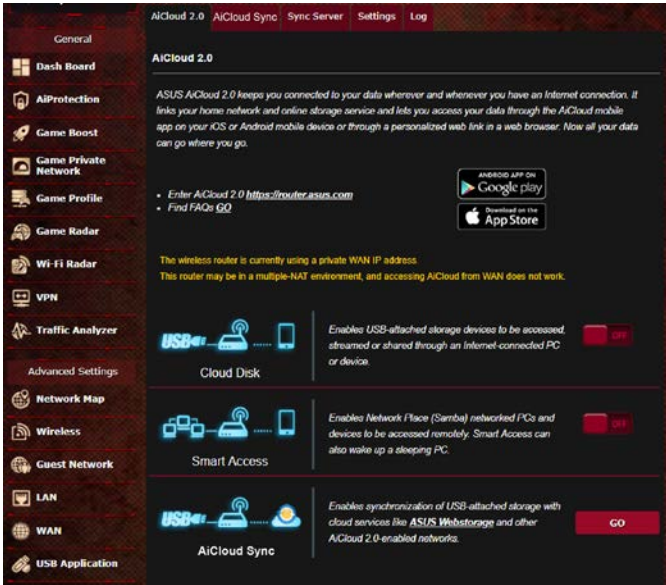 AiCloud 2.0 AiCloud Sync Sync Server Settings Log
General
Dash Board
AiProtection
Game Boost
Game Private
Network
Game Profile
Game Radar
Wi-Fi Radar
VPN
Traffic Analyzer
Advanced Settings
Network Map
Wireless
Guest Network
LAN
WAN
USB Application
AiCloud 2.0
ASUS AiCloud 2.0 keeps you connected to your data wherever and whenever you have an Internet connection. It
links your home network and online storage service and lets you access your data through the AiCloud mobile
app on your iOS or Android mobile device or through a personalized web link in a web browser. Now all your data
can go where you go.
• Enter AiCloud 2.0 https://router.asus.com
• Find FAQs GO
ANDROID APP ON
Google play
Download on the
App Store
The wireless router is currently using a private WAN IP address.
This router may be in a multiple-NAT environment, and accessing AiCloud from WAN does not work.
USB
Cloud Disk
Enables USB-attached storage devices to be accessed,
streamed or shared through an Internet-connected PC
or device.
OFF
Smart Access
Enables Network Place (Samba) networked PCs and
devices to be accessed remotely. Smart Access can
also wake up a sleeping PC.
OFF
USB
AiCloud Sync
Enables synchronization of USB-attached storage with
cloud services like ASUS Webstorage and other
AiCloud 2.0-enabled networks.
GO